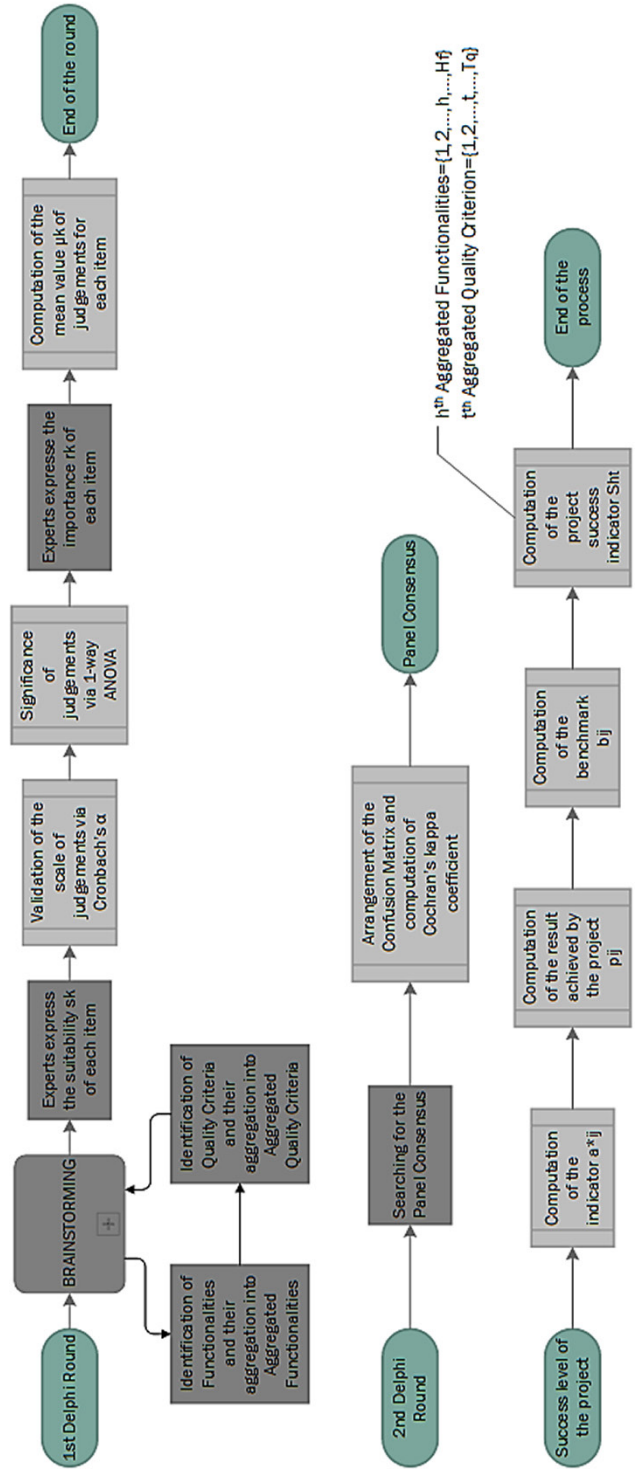 1st Delphi Round
BRAINSTORMING
Identification of
Functionalities
and their
aggregation into
Aggregated
Functionalities
Identification of
Quality Criteria
and their
aggregation into
Aggregated
Quality Criteria
Experts express
the suitability sk
of each item
Validation of the
scale of
judgements via
Cronbach's α
Significance
of
judgements
via 1-way
ANOVA
Experts expresse the
importance rk of
each item
Computation of the
mean value µk of
judgements for
each item
End of the round
2nd Delphi
Round
Searching for the
Panel Consensus
Arrangement of the
Confusion Matrix and
computation of
Cochran's kappa
coefficient
Panel Consensus
Success level of
the project
Computation
of the
indicator a*ij
Computation
of the result
achieved by
the project
pij
Computation
of the
benchmark
bij
Computation
of the
project
success
indicator Sht
hth Aggregated Functionalities={1,2,...,h,...,Hf}
tth Aggregated Quality Criterion={1,2,...,t,...,Tq}
End of the
process